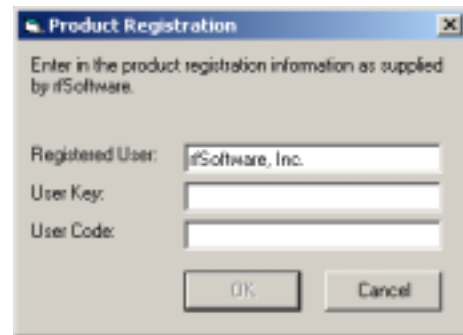 Product Registration
Enter in the product registration information as supplied
by rfSoftware.
Registered User: rfSoftware, Inc.
User Key:
User Code:
OK Cancel